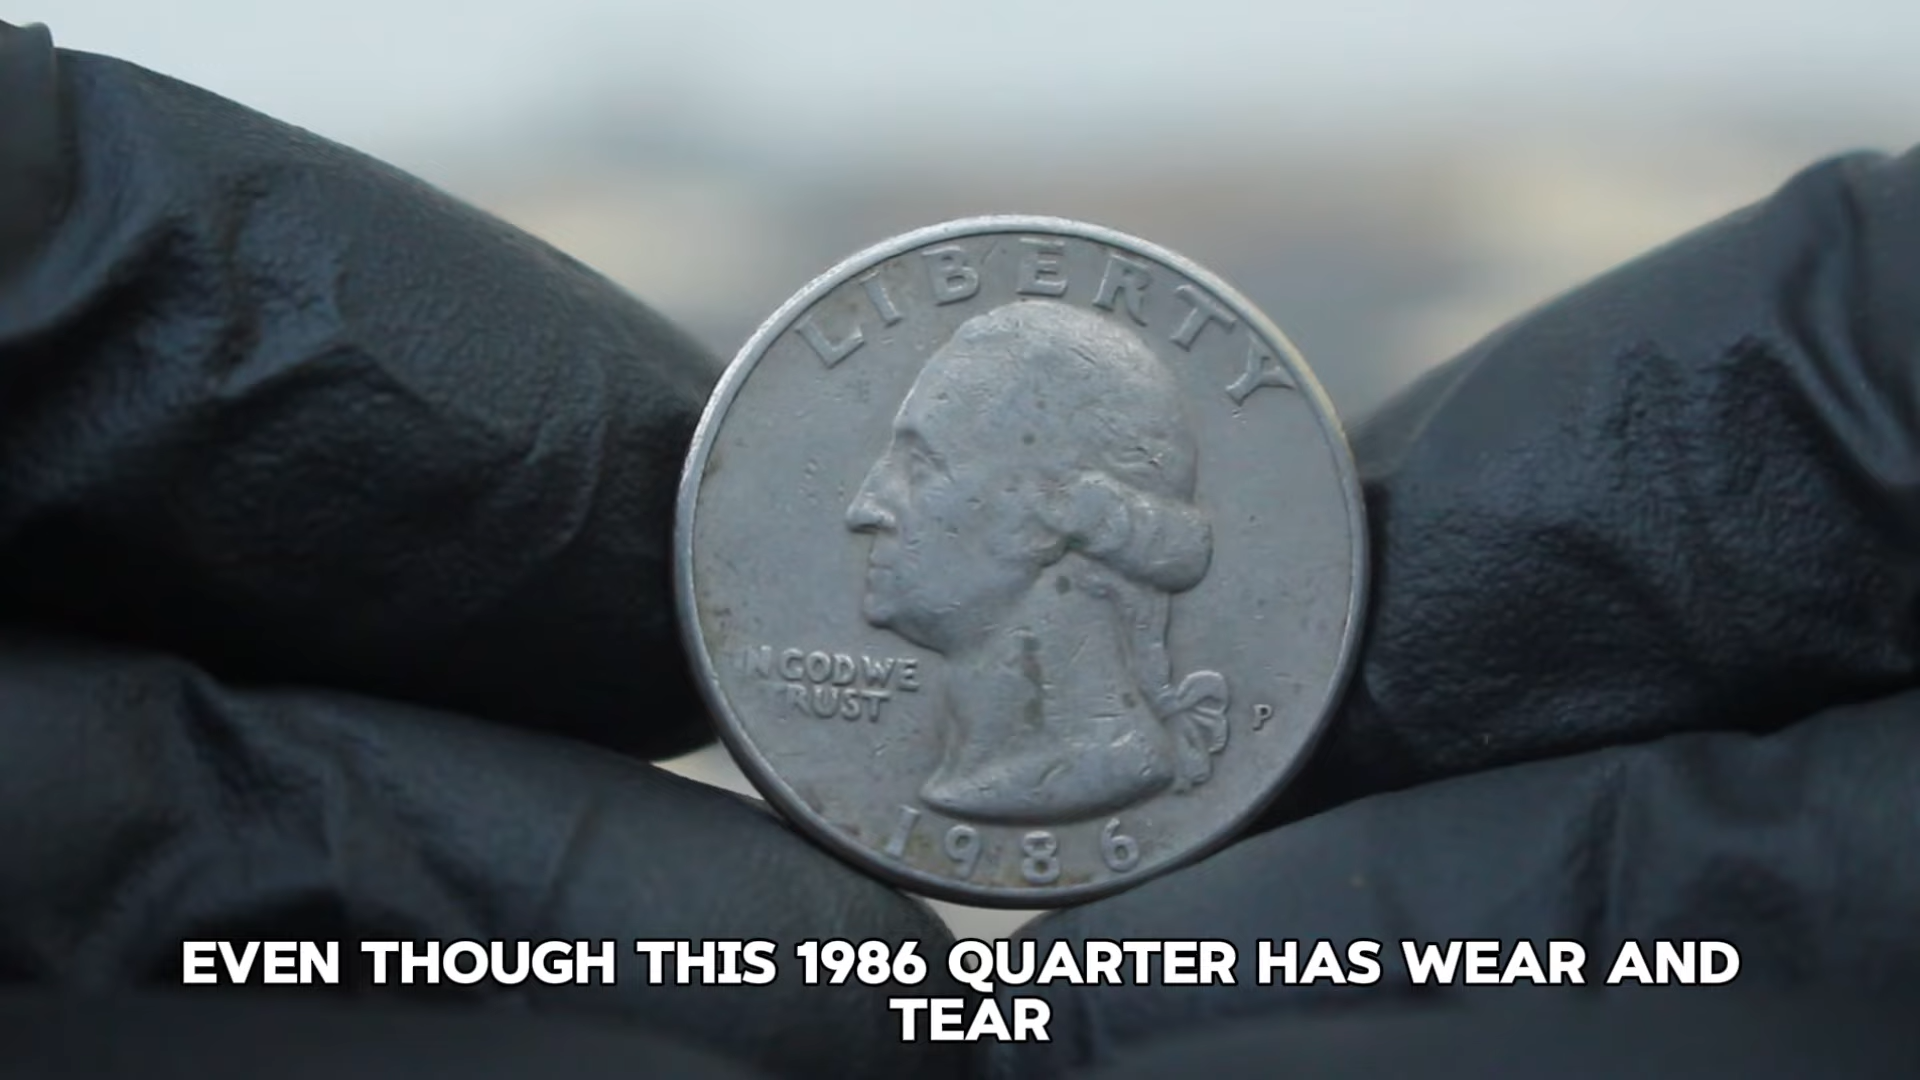 LIBERTY
IN GOD WE
TRUST
P
1986
EVEN THOUGH THIS 1986 QUARTER HAS WEAR AND
TEAR